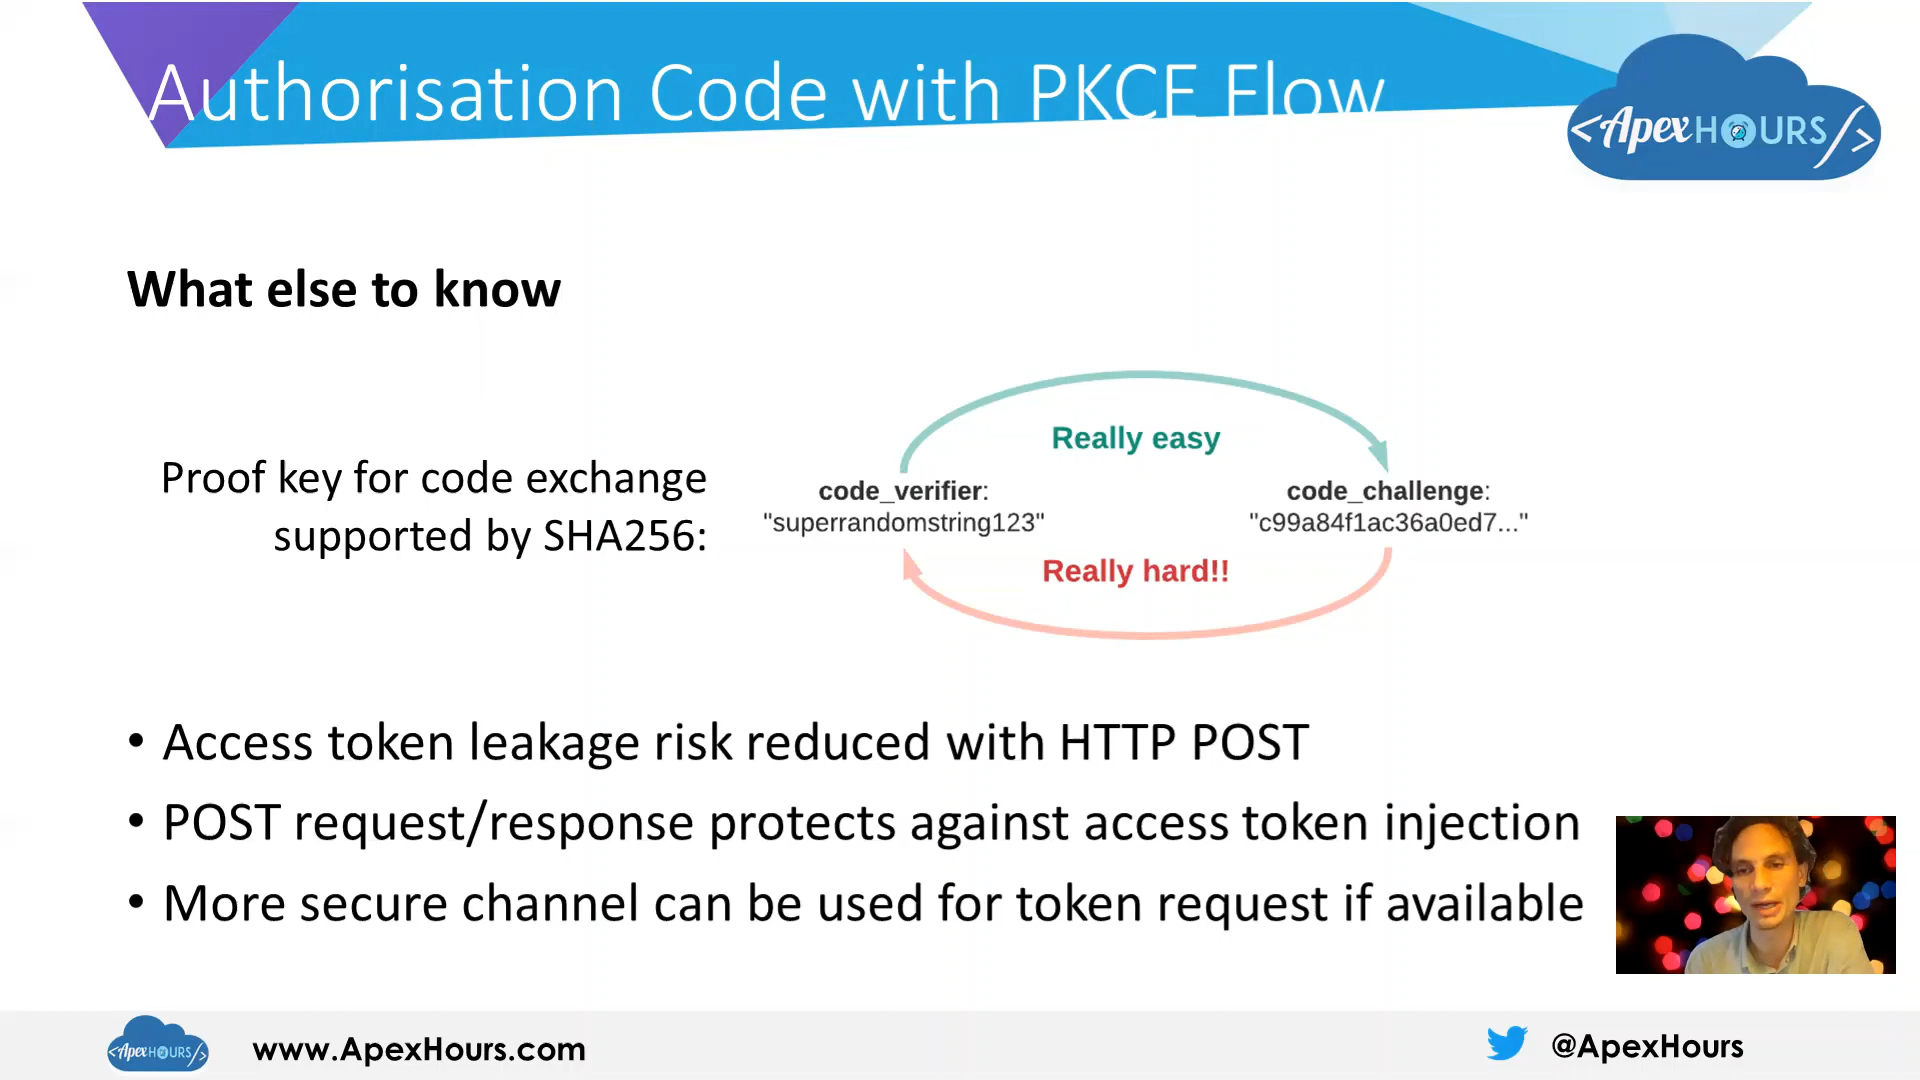 Authorisation Code with PKCE Flow
<ApexHOURS/>
What else to know
Really easy
Proof key for code exchange
supported by SHA256:
code_verifier:
"superrandomstring123"
code_challenge:
"c99a84f1ac36a0ed7..."
Really hard!!
• Access token leakage risk reduced with HTTP POST
• POST request/response protects against access token injection
• More secure channel can be used for token request if available
<ApexHOURS/>
www.ApexHours.com
@ApexHours